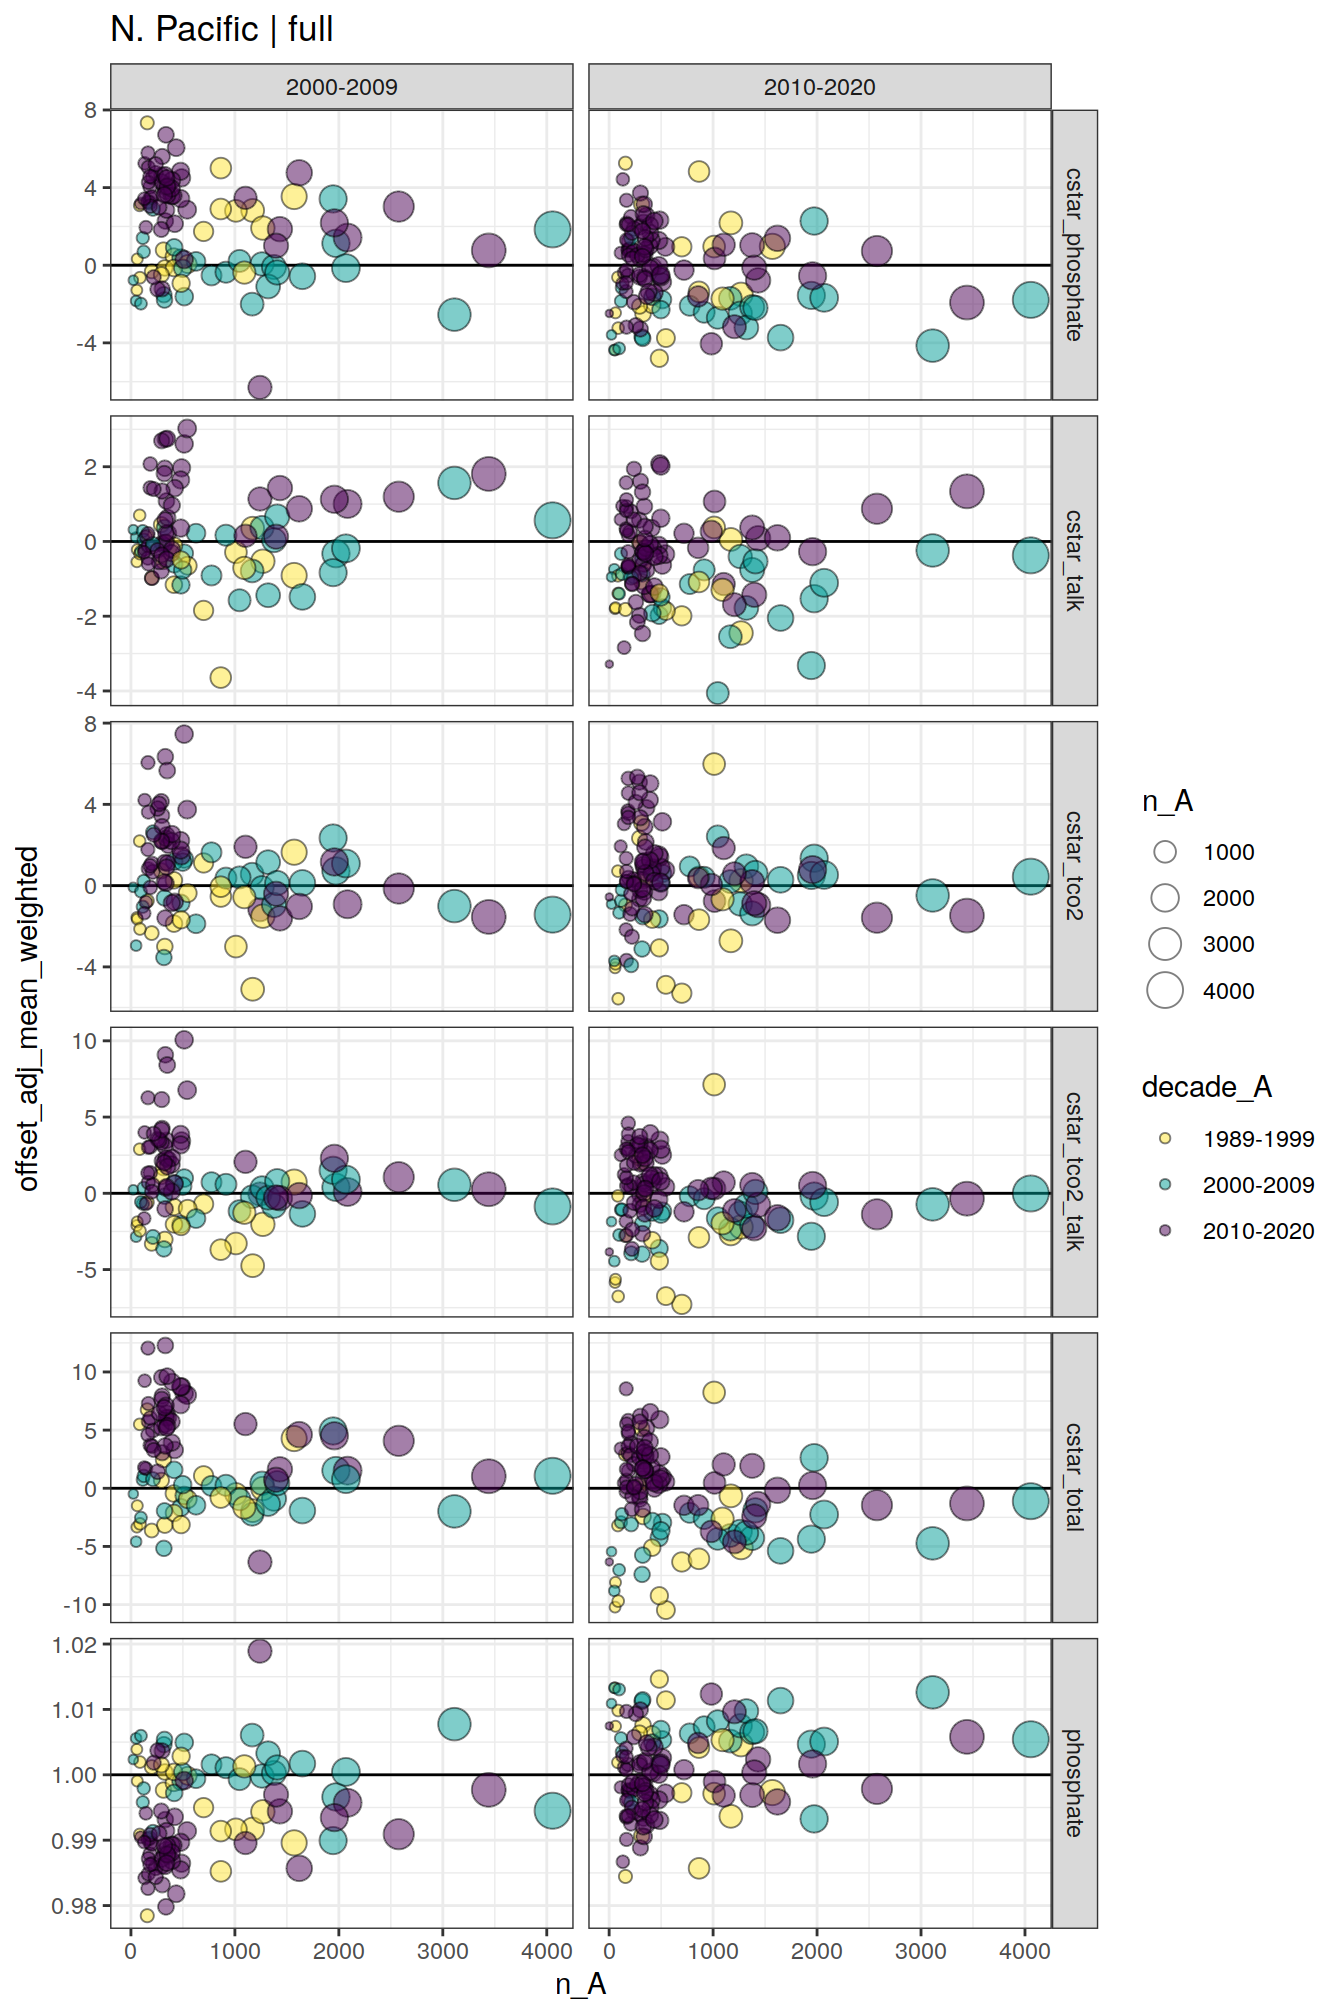 N. Pacific | full
2000-2009
2010-2020
8
4
0
-4
cstar_phosphate
2
0
-2
-4
cstar_talk
8
4
0
-4
cstar_tco2
10
5
0
-5
cstar_tco2_talk
10
5
0
-5
-10
cstar_total
1.02
1.01
1.00
0.99
0.98
phosphate
0 1000 2000 3000 4000
0 1000 2000 3000 4000
n_A
offset_adj_mean_weighted
n_A
1000
2000
3000
4000
decade_A
1989-1999
2000-2009
2010-2020